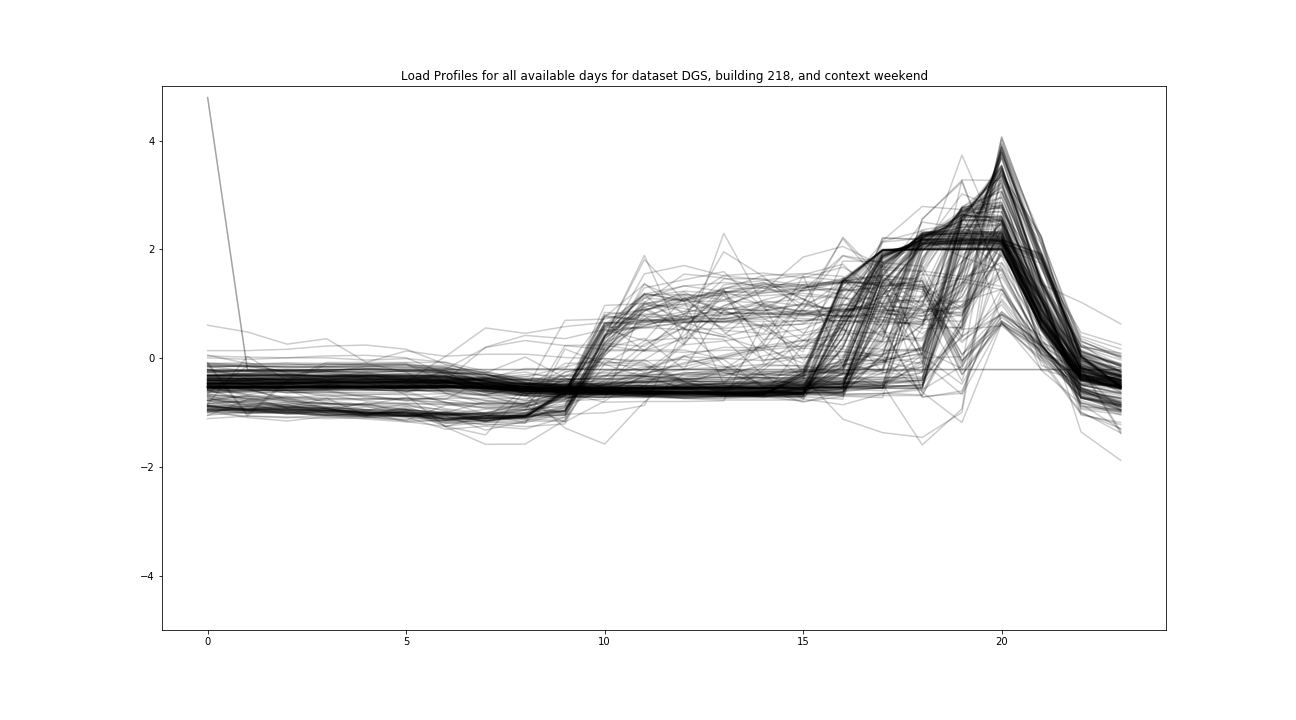 Load Profiles for all available days for dataset DGS, building 218, and context weekend
4
2
0
−2
−4
0 5 10 15 20